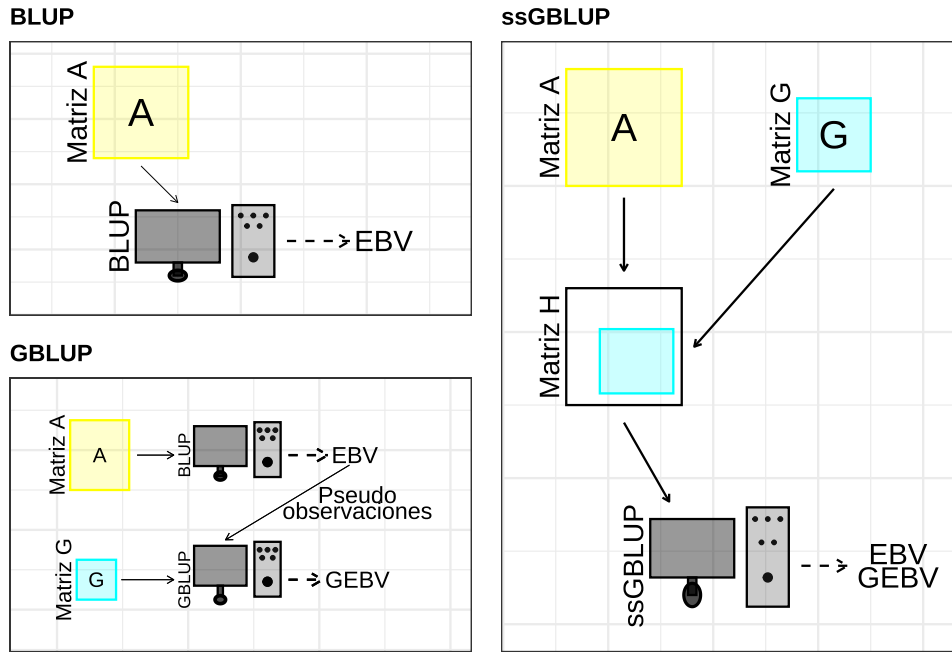 BLUP
Matriz A
A
BLUP
EBV
GBLUP
Matriz A
A
BLUP
EBV
Pseudo
observaciones
Matriz G
G
GBLUP
GEBV
ssGBLUP
Matriz A
A
Matriz G
G
Matriz H
ssGBLUP
EBV
GEBV